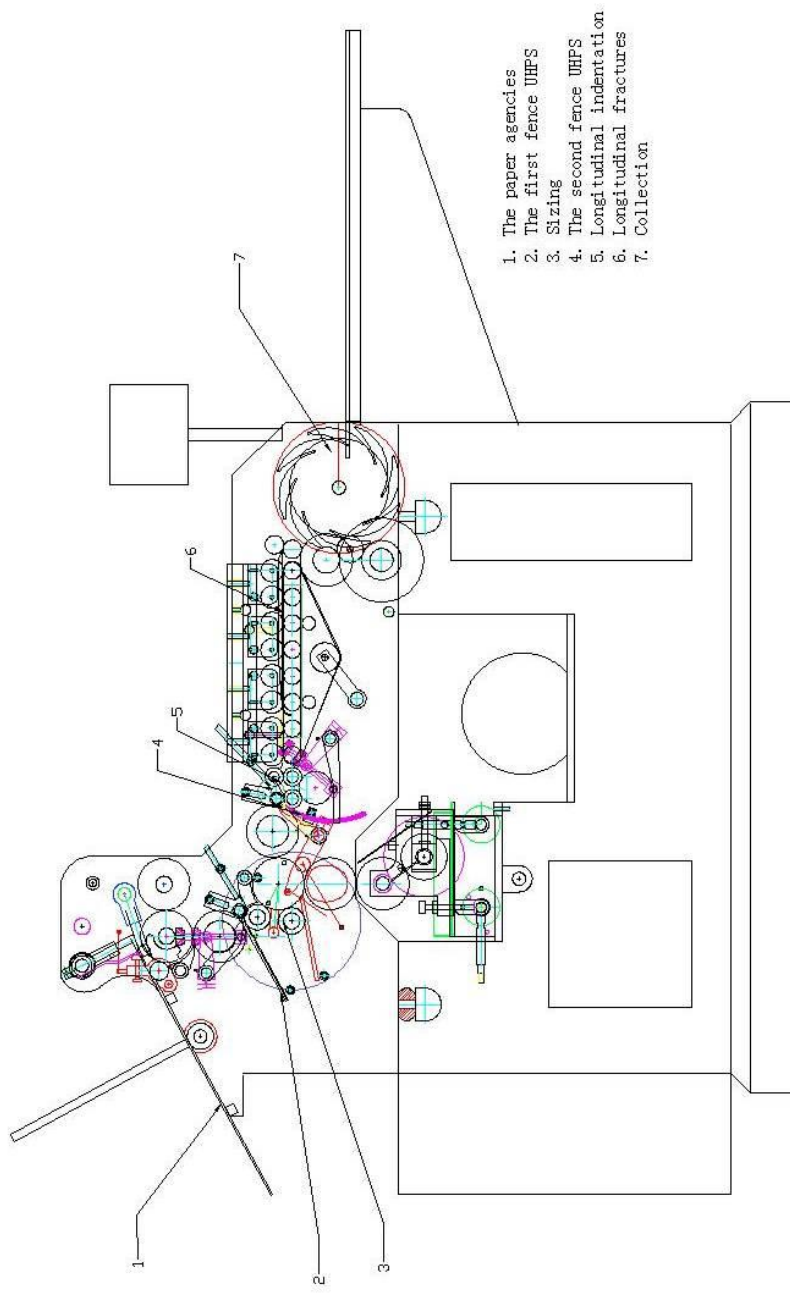 1. The paper agencies
2. The first fence UHPS
3. Sizing
4. The second fence UHPS
5. Longitudinal indentation
6. Longitudinal fractures
7. Collection
1
2
3
4
5
6
7